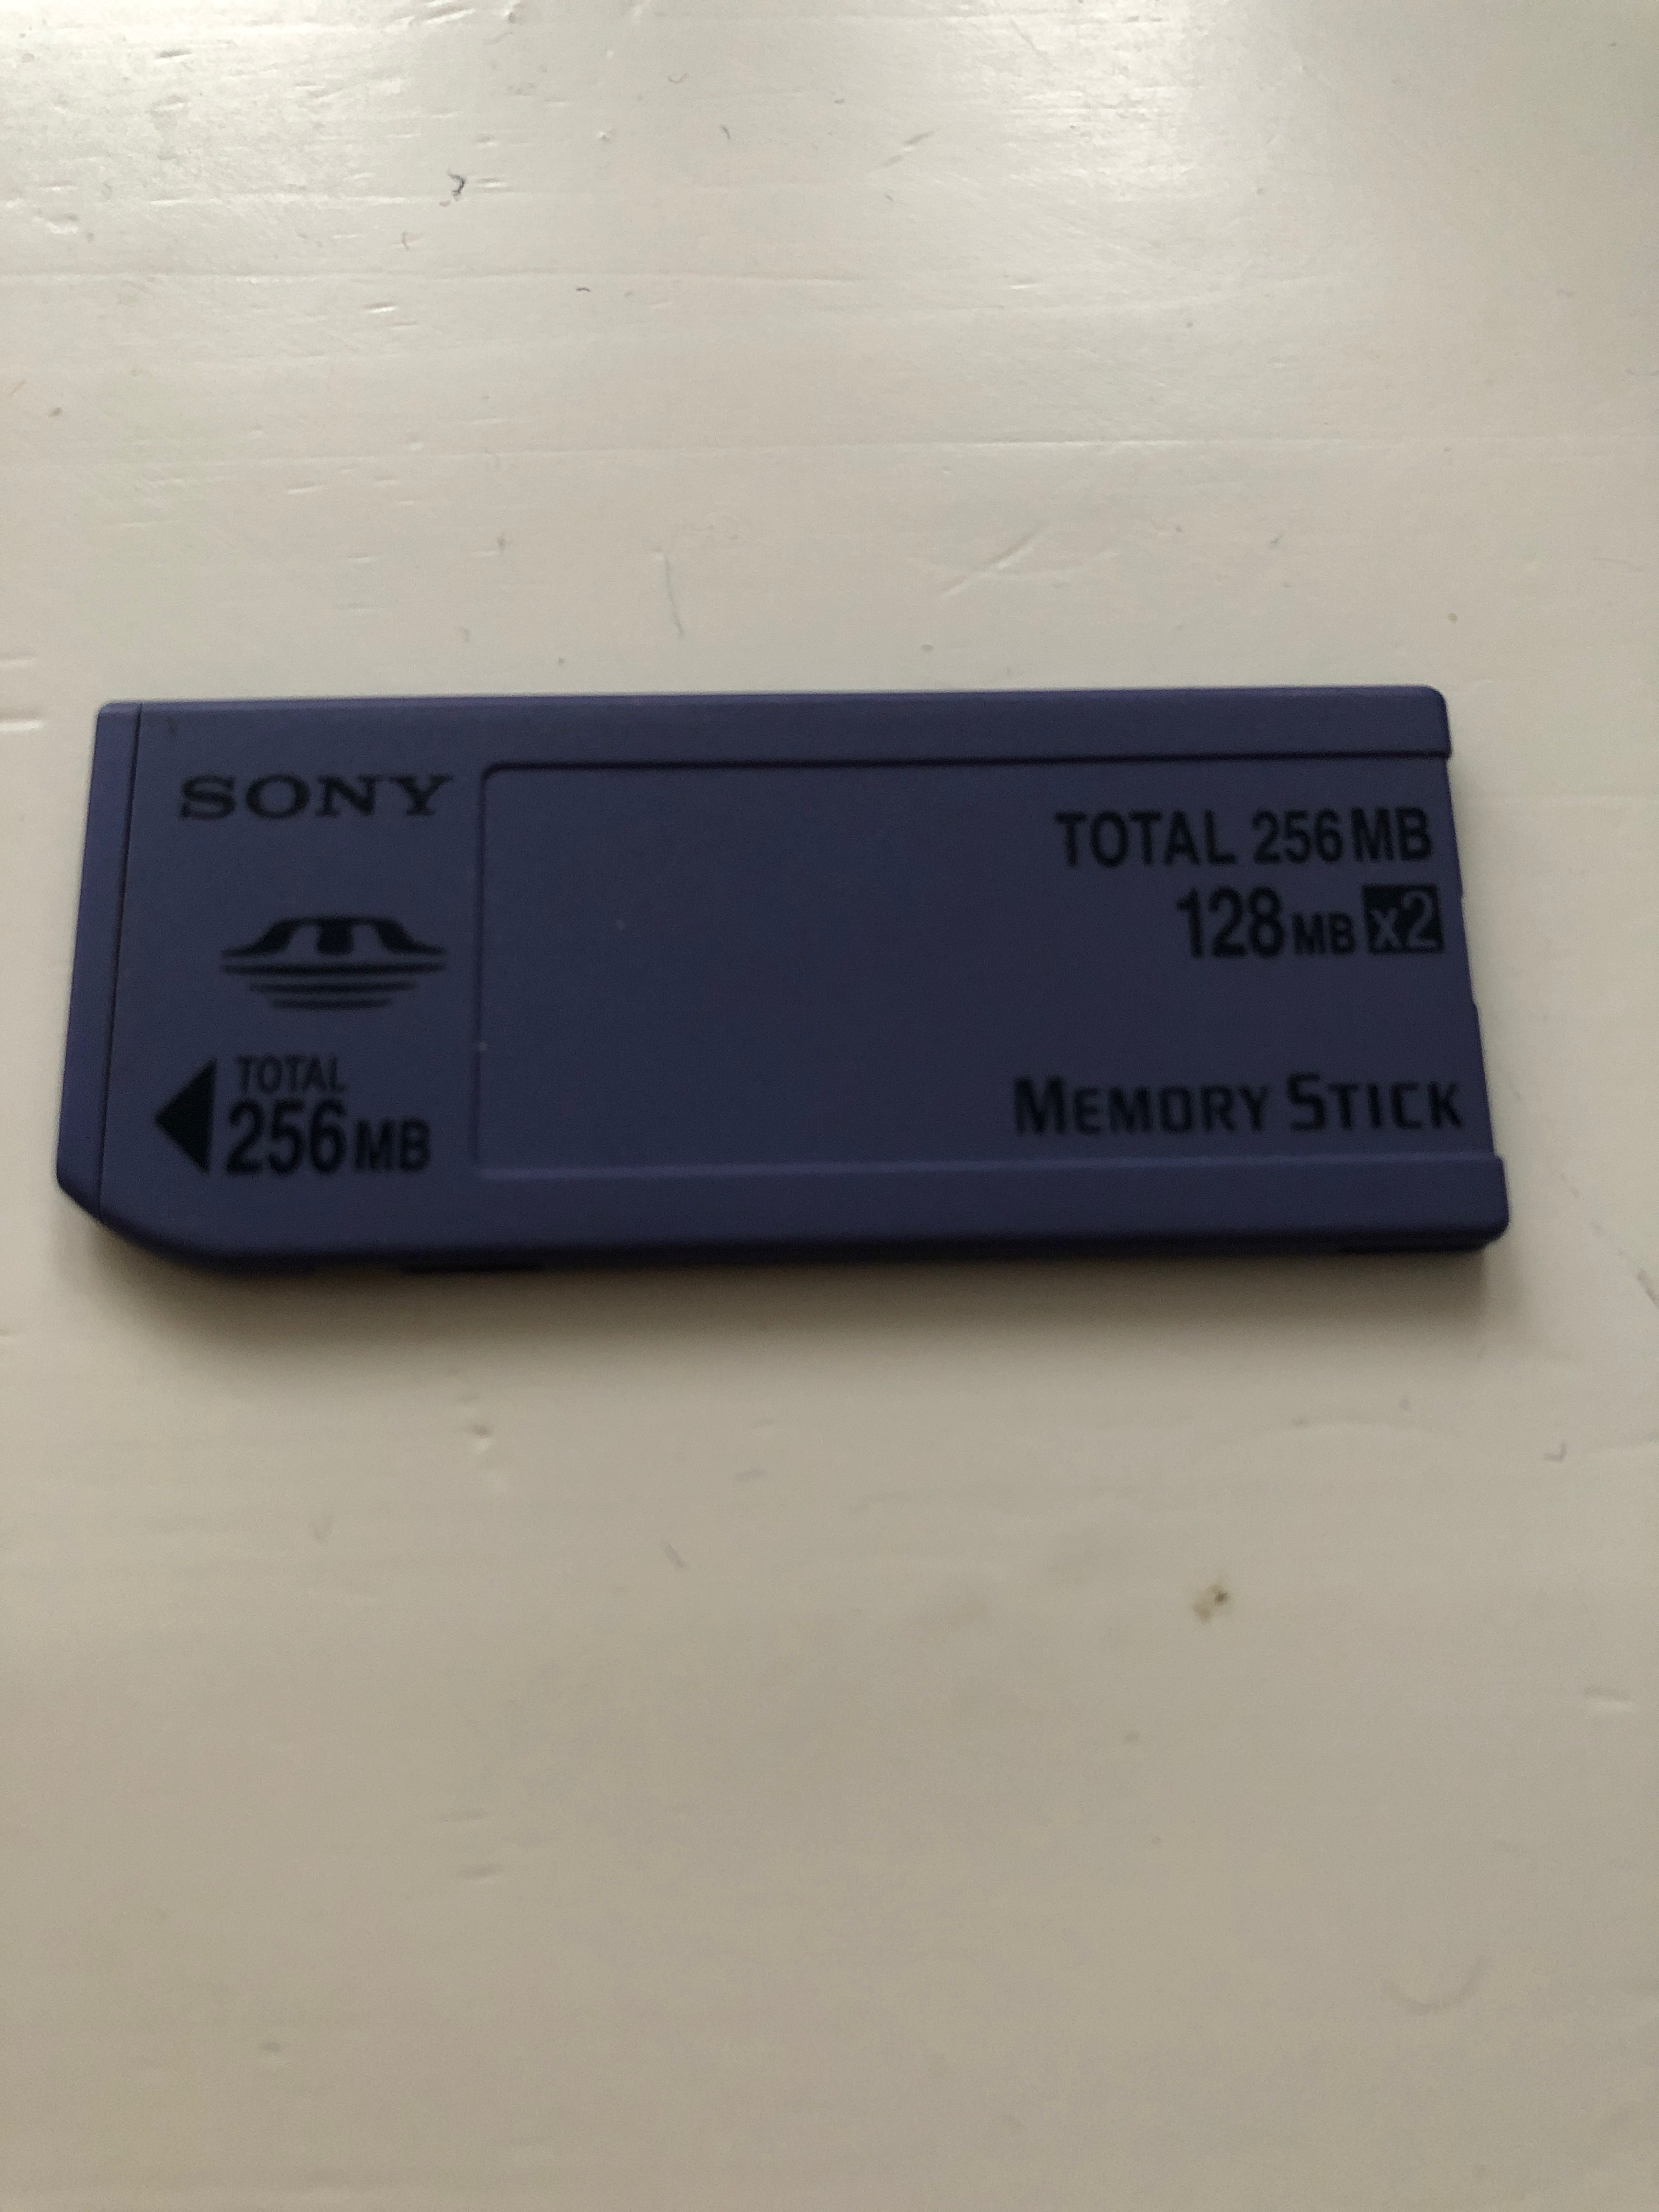 SONY
TOTAL
256MB
TOTAL 256MB
128MB x2
MEMORY STICK